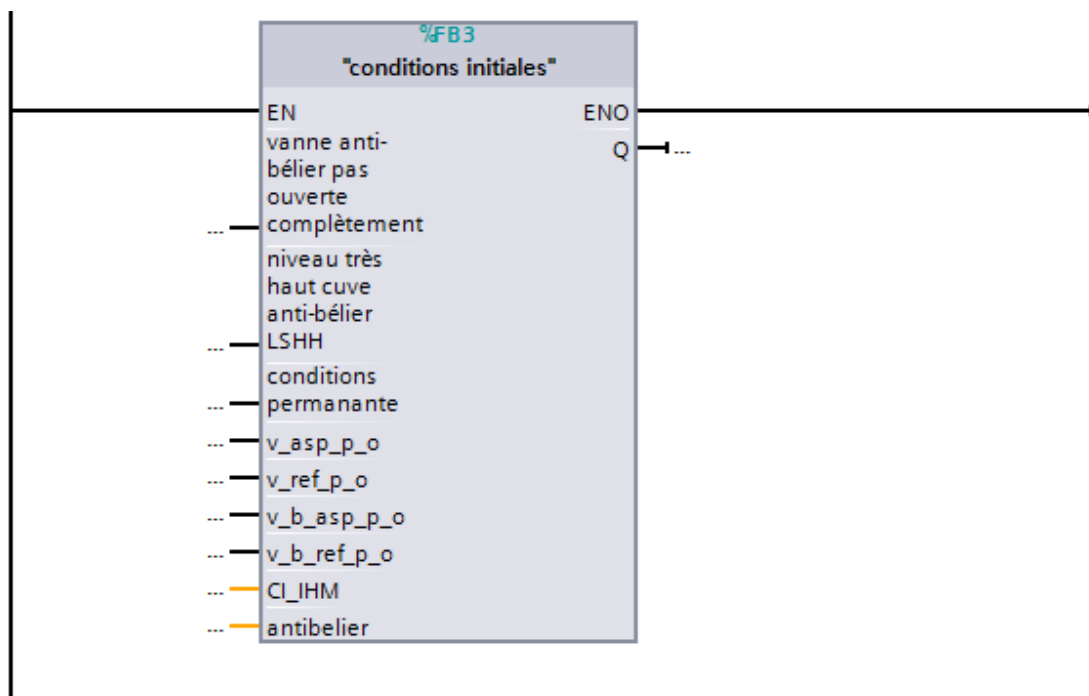 %FB3
"conditions initiales"
EN ENO
vanne anti-
bélier pas
ouverte
complètement
Q ...
...
niveau très
haut cuve
anti-bélier
... LSHH
conditions
... permanante
... v_asp_p_o
... v_ref_p_o
... v_b_asp_p_o
... v_b_ref_p_o
... CI_IHM
... antibelier